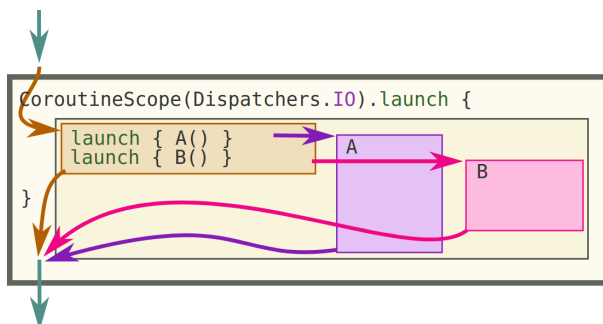 CoroutineScope(Dispatchers.IO).launch {
launch { A() }
launch { B() }
A
B
}